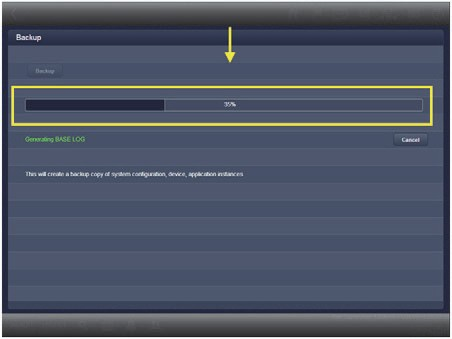 Backup
Backup
35%
Generating BASE LOG
Cancel
This will create a backup copy of system configuration, device, application instances